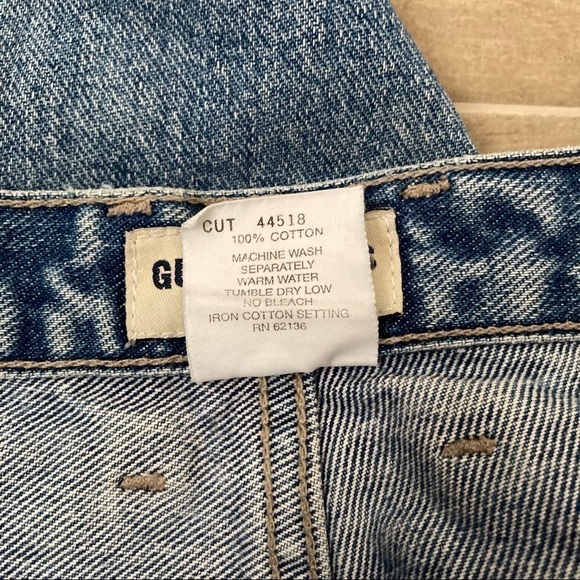 CUT 44518
100% COTTON
MACHINE WASH
SEPARATELY
WARM WATER
TUMBLE DRY LOW
NO BLEACH
IRON COTTON SETTING
RN 62136
GU S